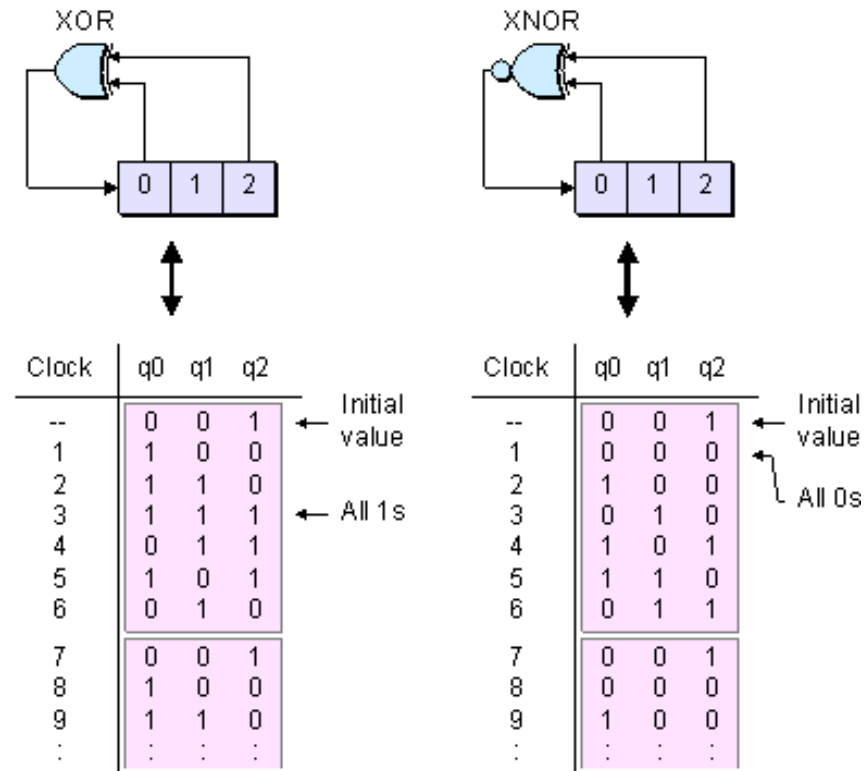 XOR
0 1 2
Clock q0 q1 q2
-- 0 0 1 Initial value
1 1 0 0
2 1 1 0
3 1 1 1 All 1s
4 0 1 1
5 1 0 1
6 0 1 0
7 0 0 1
8 1 0 0
9 1 1 0
: : : :
XNOR
0 1 2
Clock q0 q1 q2
-- 0 0 1 Initial value
1 0 0 0 All 0s
2 1 0 0
3 0 1 0
4 1 0 1
5 1 1 0
6 0 1 1
7 0 0 1
8 0 0 0
9 1 0 0
: : : :